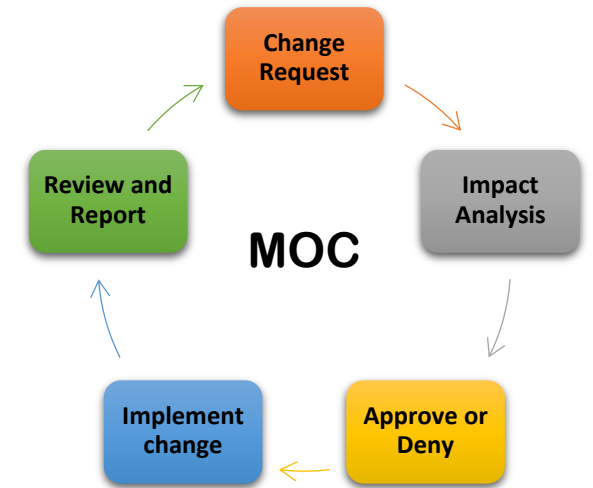 Change
Request
Impact
Analysis
Approve or
Deny
Implement
change
Review and
Report
MOC